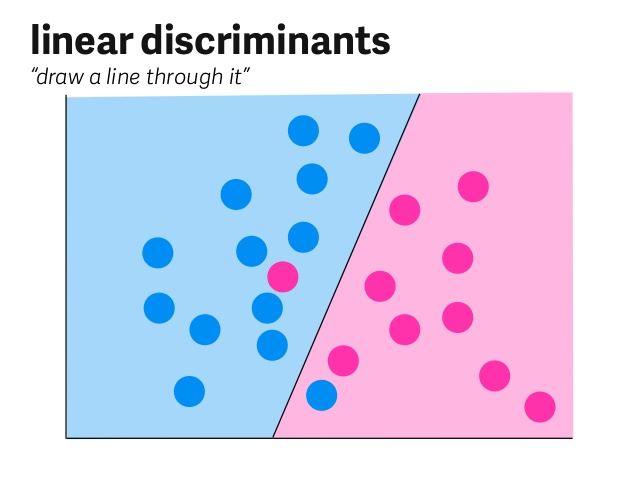 linear discriminants
“draw a line through it”